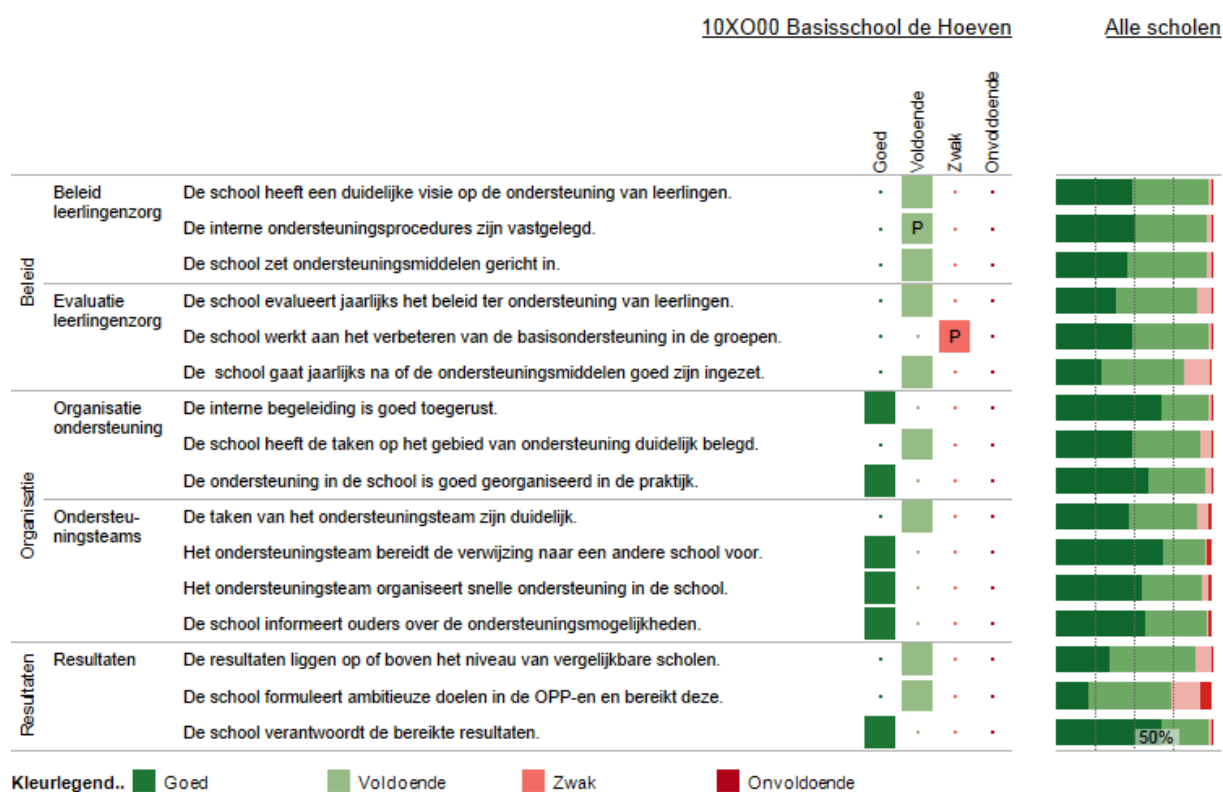 10XO00 Basisschool de Hoeven
Alle scholen
Goed
Voldoende
Zwak
Onvoldoende
Beleid
Beleid
leerlingenzorg
De school heeft een duidelijke visie op de ondersteuning van leerlingen.
De interne ondersteuningsprocedures zijn vastgelegd.
P
De school zet ondersteuningsmiddelen gericht in.
Evaluatie
leerlingenzorg
De school evalueert jaarlijks het beleid ter ondersteuning van leerlingen.
De school werkt aan het verbeteren van de basisondersteuning in de groepen.
P
De school gaat jaarlijks na of de ondersteuningsmiddelen goed zijn ingezet.
Organisatie
Organisatie
ondersteuning
De interne begeleiding is goed toegerust.
De school heeft de taken op het gebied van ondersteuning duidelijk belegd.
De ondersteuning in de school is goed georganiseerd in de praktijk.
Ondersteu-
ningsteams
De taken van het ondersteuningsteam zijn duidelijk.
Het ondersteuningsteam bereidt de verwijzing naar een andere school voor.
Het ondersteuningsteam organiseert snelle ondersteuning in de school.
De school informeert ouders over de ondersteuningsmogelijkheden.
Resultaten
Resultaten
De resultaten liggen op of boven het niveau van vergelijkbare scholen.
De school formuleert ambitieuze doelen in de OPP-en en bereikt deze.
De school verantwoordt de bereikte resultaten.
50%
Kleurlegend..
Goed
Voldoende
Zwak
Onvoldoende